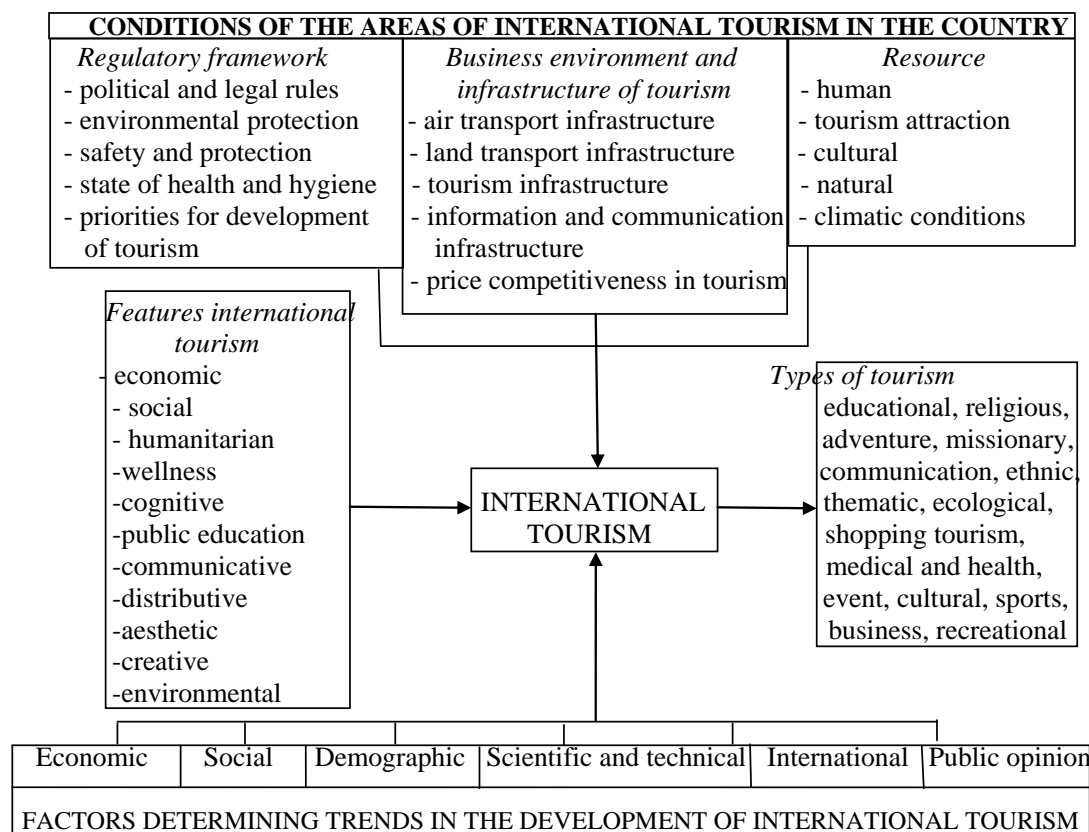 CONDITIONS OF THE AREAS OF INTERNATIONAL TOURISM IN THE COUNTRY
Regulatory framework
- political and legal rules
- environmental protection
- safety and protection
- state of health and hygiene
- priorities for development
of tourism
Business environment and
infrastructure of tourism
- air transport infrastructure
- land transport infrastructure
- tourism infrastructure
- information and communication
infrastructure
- price competitiveness in tourism
Resource
- human
- tourism attraction
- cultural
- natural
- climatic conditions
Features international
tourism
- economic
- social
- humanitarian
-wellness
-cognitive
-public education
-communicative
-distributive
-aesthetic
-creative
-environmental
INTERNATIONAL
TOURISM
Types of tourism
educational, religious,
adventure, missionary,
communication, ethnic,
thematic, ecological,
shopping tourism,
medical and health,
event, cultural, sports,
business, recreational
Economic
Social
Demographic
Scientific and technical
International
Public opinion
FACTORS DETERMINING TRENDS IN THE DEVELOPMENT OF INTERNATIONAL TOURISM